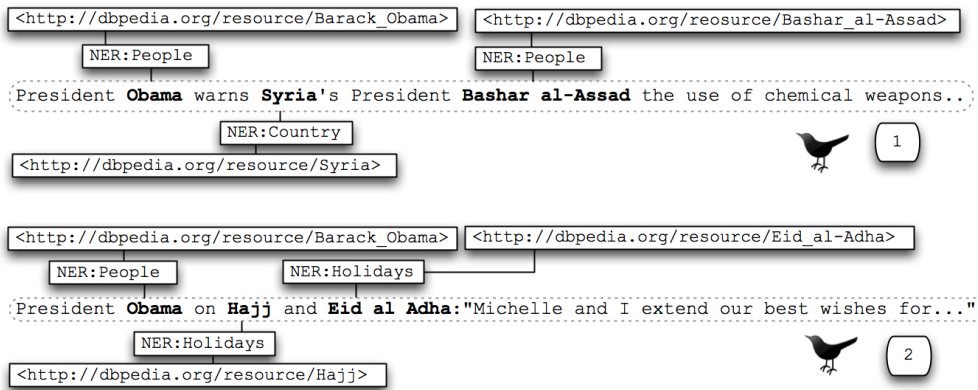 <http://dbpedia.org/resource/Barack_Obama>
<http://dbpedia.org/reosurce/Bashar_al-Assad>
NER:People
NER:People
President Obama warns Syria's President Bashar al-Assad the use of chemical weapons..
NER:Country
1
<http://dbpedia.org/resource/Syria>
<http://dbpedia.org/resource/Barack_Obama>
<http://dbpedia.org/resource/Eid_al-Adha>
NER:People
NER:Holidays
President Obama on Hajj and Eid al Adha:"Michelle and I extend our best wishes for..."
NER:Holidays
2
<http://dbpedia.org/resource/Hajj>